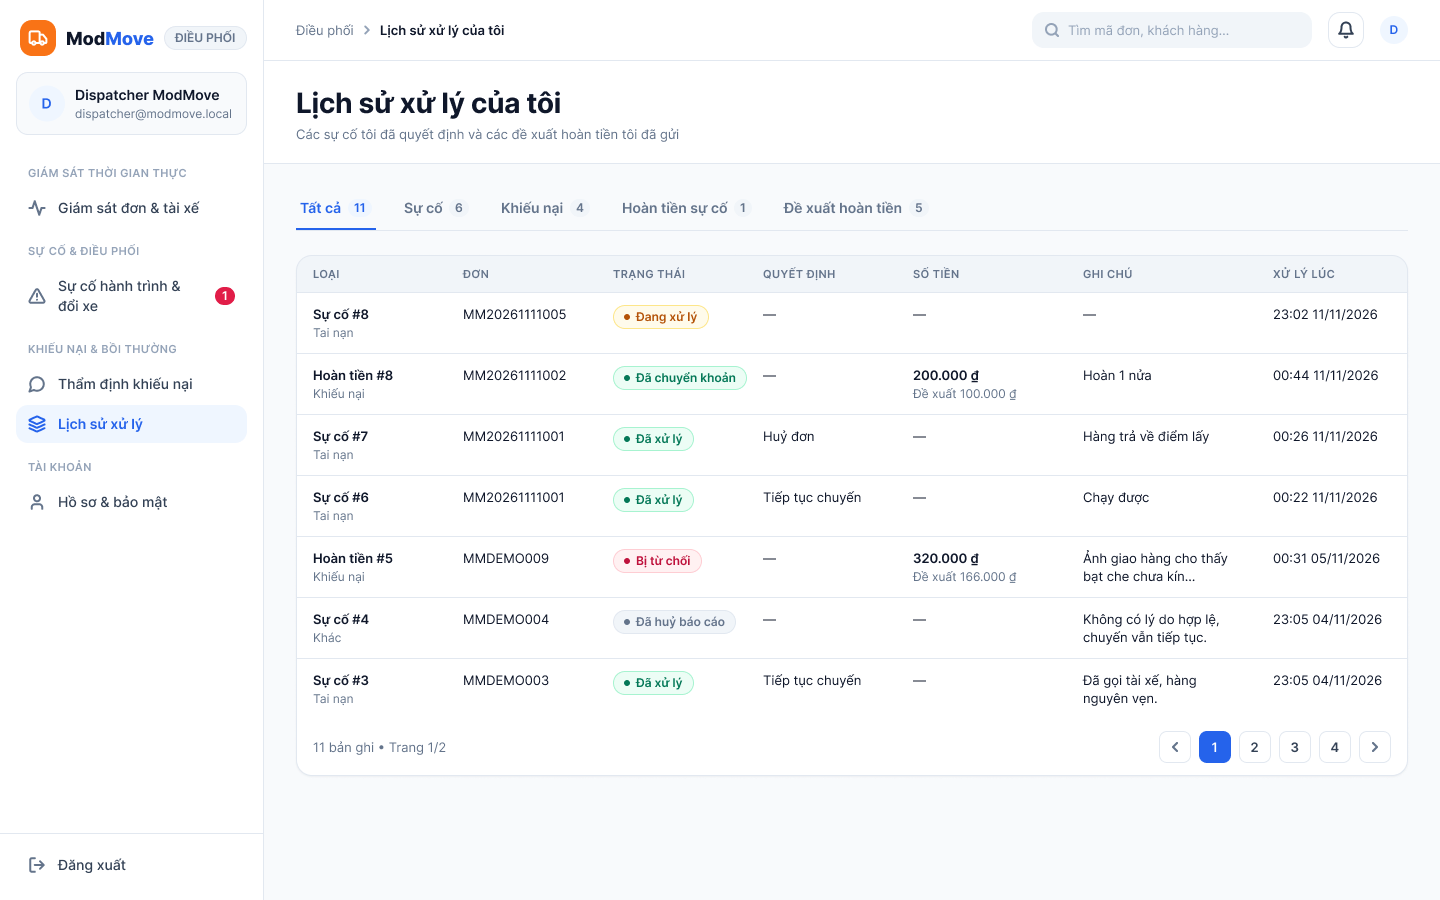 ModMove ĐIỀU PHỐI
D
Dispatcher ModMove
dispatcher@modmove.local
GIÁM SÁT THỜI GIAN THỰC
Giám sát đơn & tài xế
SỰ CỐ & ĐIỀU PHỐI
Sự cố hành trình &
đổi xe
1
KHIẾU NẠI & BỒI THƯỜNG
Thẩm định khiếu nại
Lịch sử xử lý
TÀI KHOẢN
Hồ sơ & bảo mật
Đăng xuất
Điều phối > Lịch sử xử lý của tôi
Tìm mã đơn, khách hàng...
D
Lịch sử xử lý của tôi
Các sự cố tôi đã quyết định và các đề xuất hoàn tiền tôi đã gửi
Tất cả 11 Sự cố 6 Khiếu nại 4 Hoàn tiền sự cố 1 Đề xuất hoàn tiền 5
LOẠI ĐƠN TRẠNG THÁI QUYẾT ĐỊNH SỐ TIỀN GHI CHÚ XỬ LÝ LÚC
Sự cố #8 MM20261111005 Đang xử lý — — — 23:02 11/11/2026
Tai nạn
Hoàn tiền #8 MM20261111002 Đã chuyển khoản — 200.000 ₫ Hoàn 1 nửa 00:44 11/11/2026
Khiếu nại Đề xuất 100.000 ₫
Sự cố #7 MM20261111001 Đã xử lý Huỷ đơn — Hàng trả về điểm lấy 00:26 11/11/2026
Tai nạn
Sự cố #6 MM20261111001 Đã xử lý Tiếp tục chuyến — Chạy được 00:22 11/11/2026
Tai nạn
Hoàn tiền #5 MMDEMO009 Bị từ chối — 320.000 ₫ Ảnh giao hàng cho thấy 00:31 05/11/2026
Khiếu nại Đề xuất 166.000 ₫ bạt che chưa kín...
Sự cố #4 MMDEMO004 Đã huỷ báo cáo — — Không có lý do hợp lệ, 23:05 04/11/2026
Khác chuyến vẫn tiếp tục.
Sự cố #3 MMDEMO003 Đã xử lý Tiếp tục chuyến — Đã gọi tài xế, hàng 23:05 04/11/2026
Tai nạn nguyên vẹn.
11 bản ghi • Trang 1/2 1 2 3 4